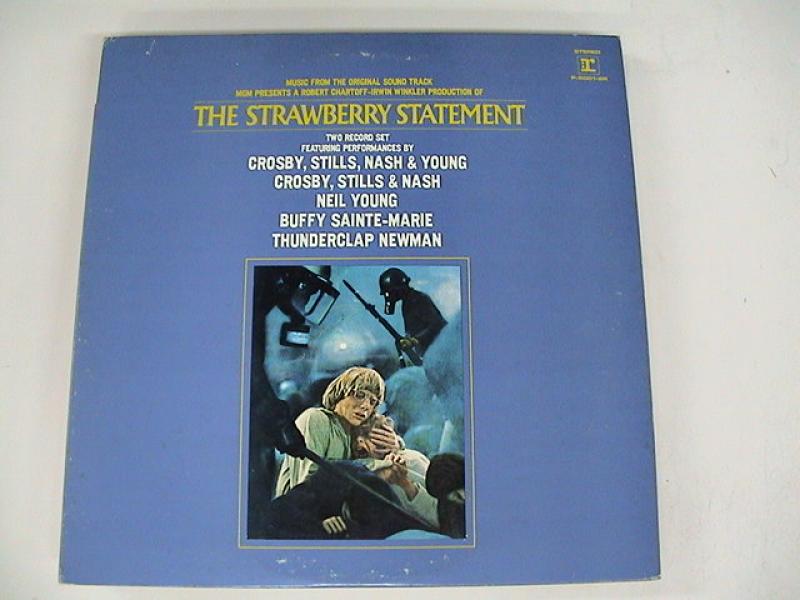 STEREO
MUSIC FROM THE ORIGINAL SOUND TRACK
MGM PRESENTS A ROBERT CHARTOFF-IRWIN WINKLER PRODUCTION OF
THE STRAWBERRY STATEMENT
TWO RECORD SET
FEATURING PERFORMANCES BY
CROSBY, STILLS, NASH & YOUNG
CROSBY, STILLS & NASH
NEIL YOUNG
BUFFY SAINTE-MARIE
THUNDERCLAP NEWMAN